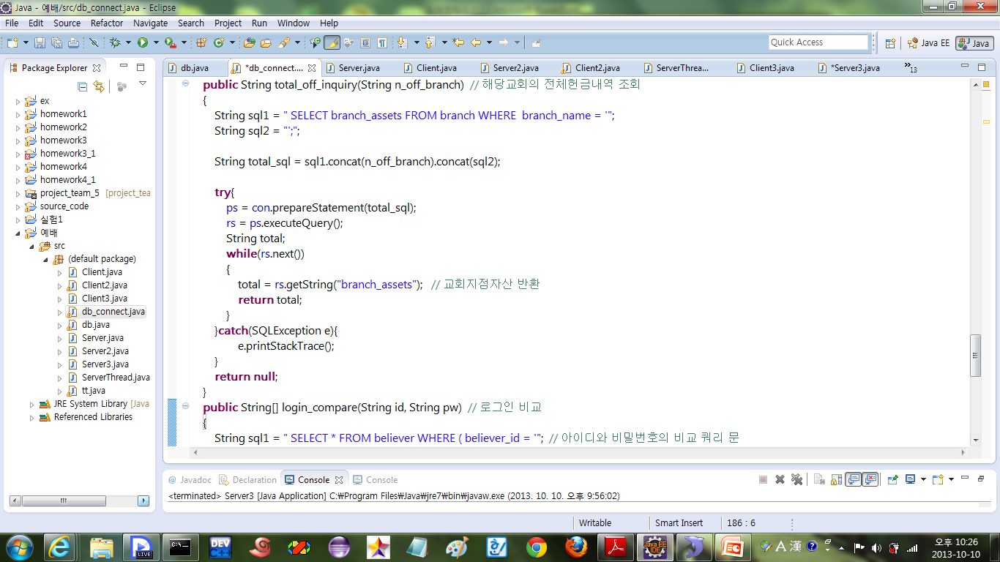 Java - 예배/src/db_connect.java - Eclipse
File Edit Source Refactor Navigate Search Project Run Window Help
Quick Access
Java EE
Java
Package Explorer
ex
homework1
homework2
homework3
homework3_1
homework4
homework4_1
project_team_5 [project_tea
source_code
실험1
예배
src
(default package)
Client.java
Client2.java
Client3.java
db_connect.java
db.java
Server.java
Server2.java
Server3.java
ServerThread.java
tt.java
JRE System Library [Java
Referenced Libraries
db.java *db_connect.... Server.java Client.java Server2.java Client2.java ServerThrea... Client3.java *Server3.java »13
public String total_off_inquiry(String n_off_branch) // 해당교회의 전체헌금내역 조회
{
String sql1 = " SELECT branch_assets FROM branch WHERE  branch_name = '";
String sql2 = "';";
String total_sql = sql1.concat(n_off_branch).concat(sql2);
try{
ps = con.prepareStatement(total_sql);
rs = ps.executeQuery();
String total;
while(rs.next())
{
total = rs.getString("branch_assets"); // 교회지점자산 반환
return total;
}
}catch(SQLException e){
e.printStackTrace();
}
return null;
}
public String[] login_compare(String id, String pw) // 로그인 비교
{
String sql1 = " SELECT * FROM believer WHERE ( believer_id = '"; // 아이디와 비밀번호의 비교 쿼리 문
@ Javadoc Declaration Console Console
<terminated> Server3 [Java Application] C:₩Program Files₩Java₩jre7₩bin₩javaw.exe (2013. 10. 10. 오후 9:56:02)
Writable Smart Insert 186 : 6
LIVE
DEV C++
Java EE IDE
A 漢
오후 10:26
2013-10-10